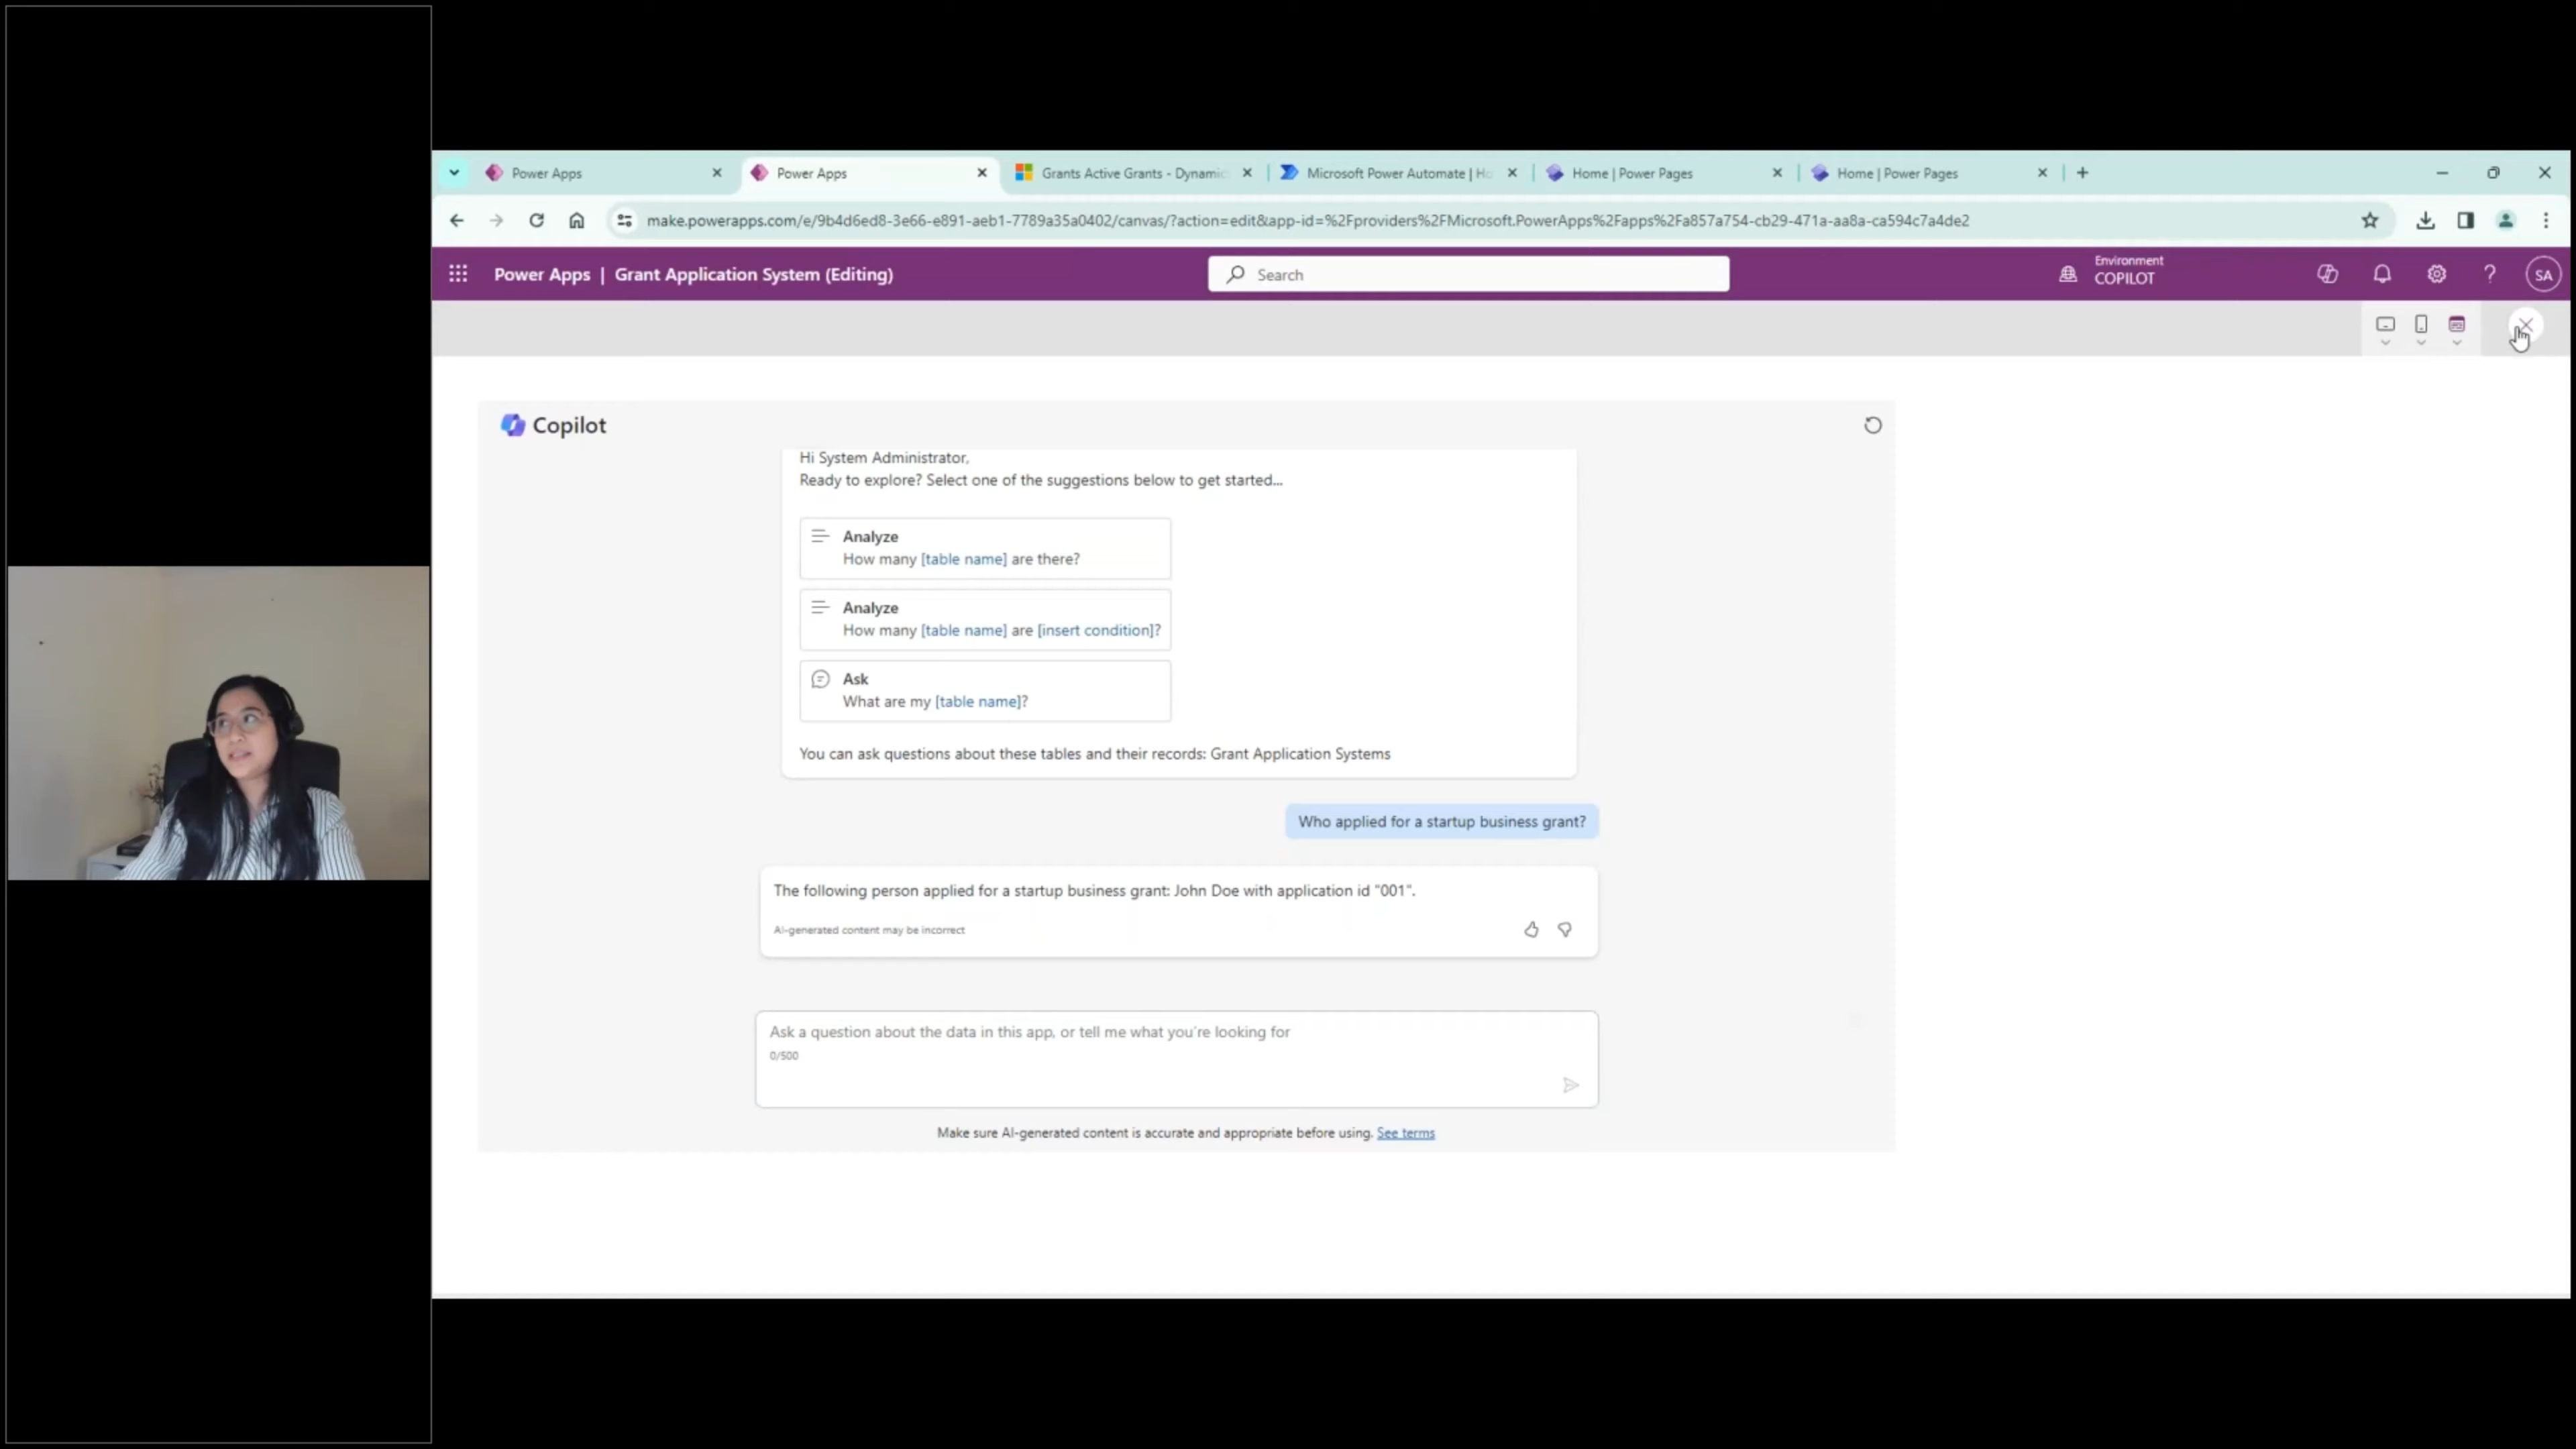 Power Apps
Power Apps
Grants Active Grants - Dynamic
Microsoft Power Automate | Ho
Home | Power Pages
Home | Power Pages
make.powerapps.com/e/9b4d6ed8-3e66-e891-aeb1-7789a35a0402/canvas/?action=edit&app-id=%2Fproviders%2FMicrosoft.PowerApps%2Fapps%2Fa857a754-cb29-471a-aa8a-ca594c7a4de2
Power Apps | Grant Application System (Editing)
Search
Environment
COPILOT
SA
Copilot
Hi System Administrator,
Ready to explore? Select one of the suggestions below to get started...
Analyze
How many [table name] are there?
Analyze
How many [table name] are [insert condition]?
Ask
What are my [table name]?
You can ask questions about these tables and their records: Grant Application Systems
Who applied for a startup business grant?
The following person applied for a startup business grant: John Doe with application id "001".
AI-generated content may be incorrect
Ask a question about the data in this app, or tell me what you're looking for
0/500
Make sure AI-generated content is accurate and appropriate before using. See terms